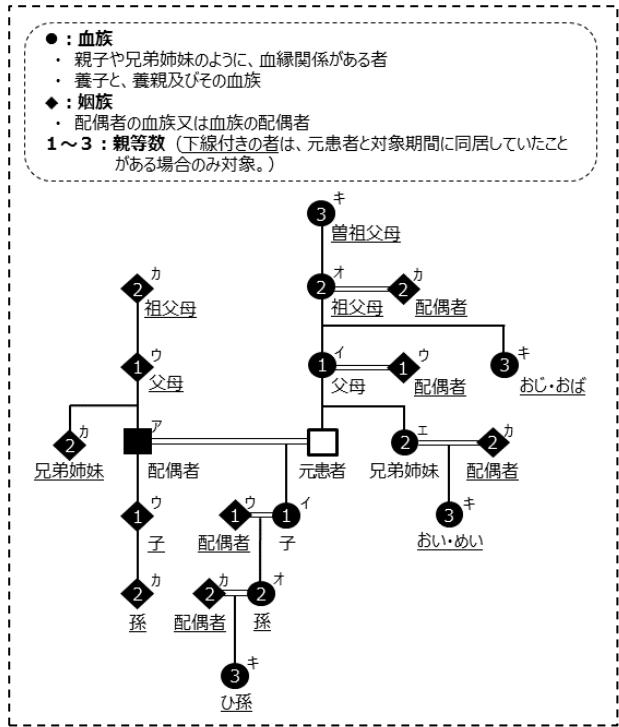 ●：血族
・ 親子や兄弟姉妹のように、血縁関係がある者
・ 養子と、養親及びその血族
◆：姻族
・ 配偶者の血族又は血族の配偶者
1～3：親等数（下線付きの者は、元患者と対象期間に同居していたこと
がある場合のみ対象。）
3 キ
曽祖父母
2 カ
祖父母
2 オ
祖父母
2 カ
配偶者
1 ウ
父母
1 イ
父母
1 ウ
配偶者
3 キ
おじ・おば
2 カ
兄弟姉妹
ア
配偶者
元患者
2 エ
兄弟姉妹
2 カ
配偶者
1 ウ
子
1 ウ
配偶者
1 イ
子
3 キ
おい・めい
2 カ
孫
2 カ
配偶者
2 オ
孫
3 キ
ひ孫